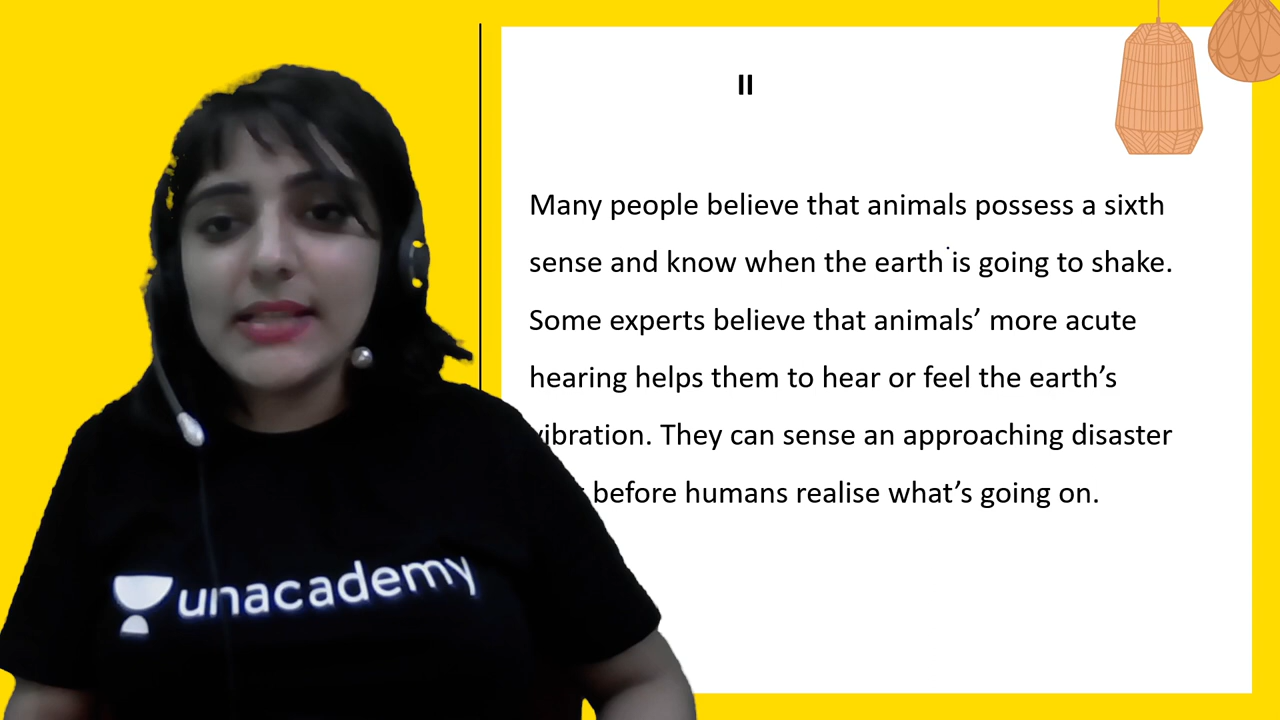 II
Many people believe that animals possess a sixth
sense and know when the earth is going to shake.
Some experts believe that animals’ more acute
hearing helps them to hear or feel the earth’s
vibration. They can sense an approaching disaster
before humans realise what’s going on.
unacademy